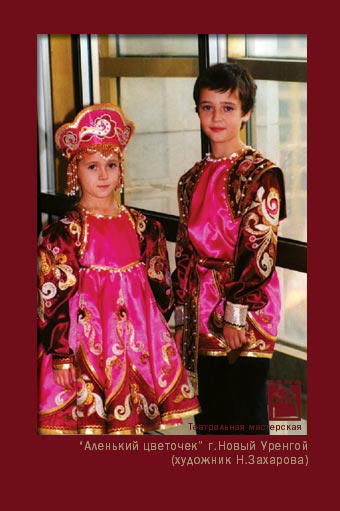 Театральная мастерская
"Аленький цветочек" г.Новый Уренгой
(художник Н.Захарова)